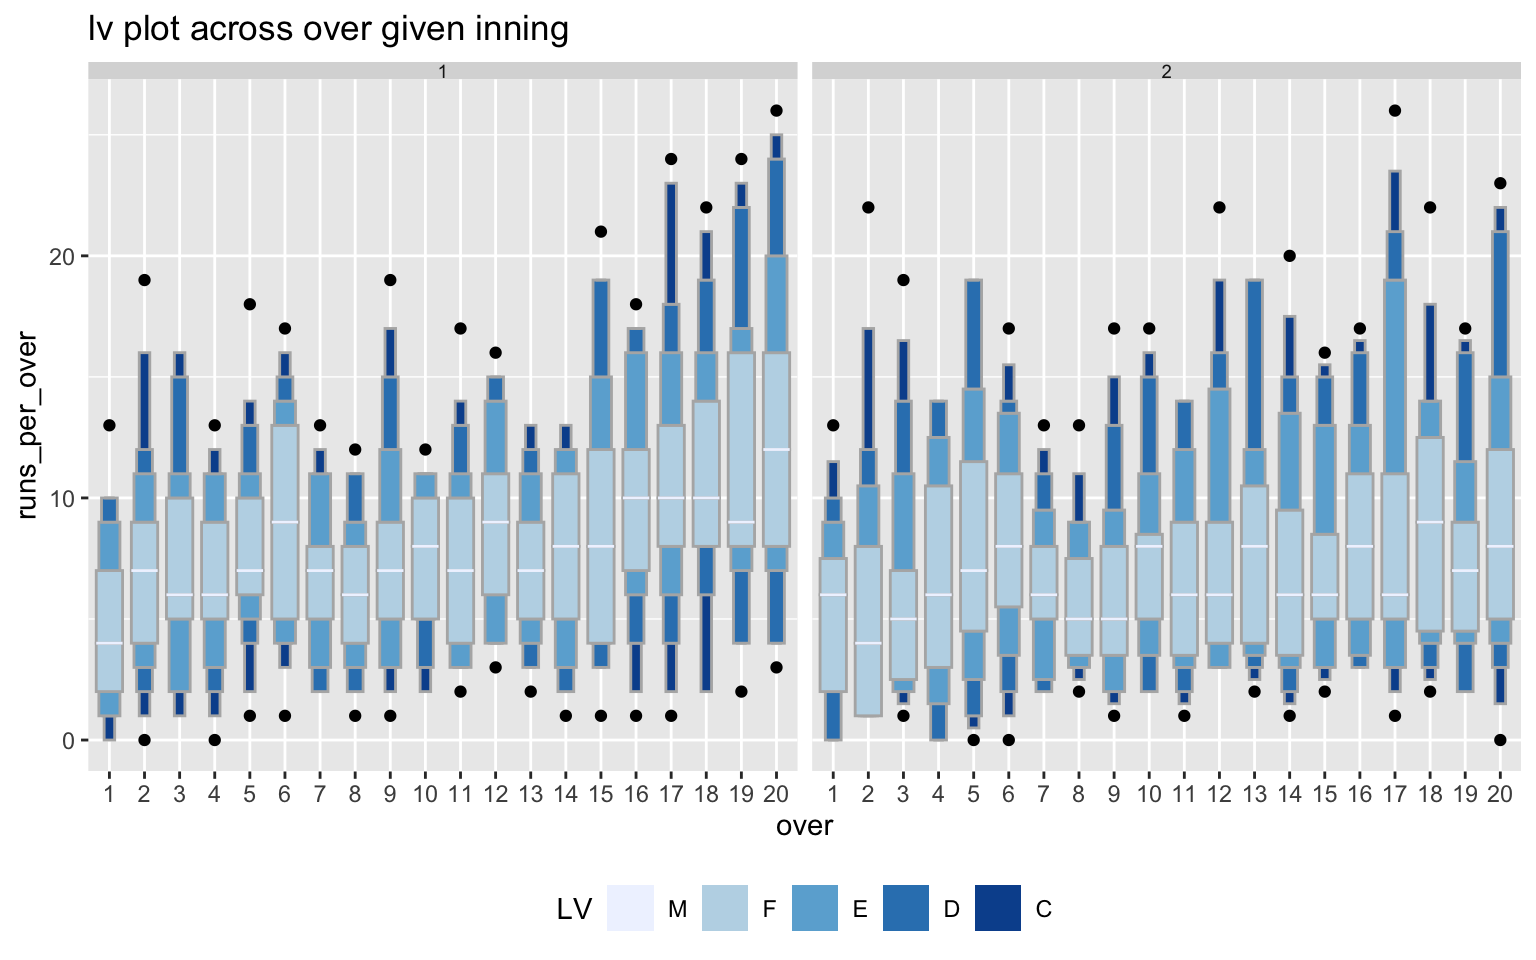 lv plot across over given inning
1 2
20
10
0
runs_per_over
1 2 3 4 5 6 7 8 9 10 11 12 13 14 15 16 17 18 19 20 1 2 3 4 5 6 7 8 9 10 11 12 13 14 15 16 17 18 19 20
over
LV M F E D C